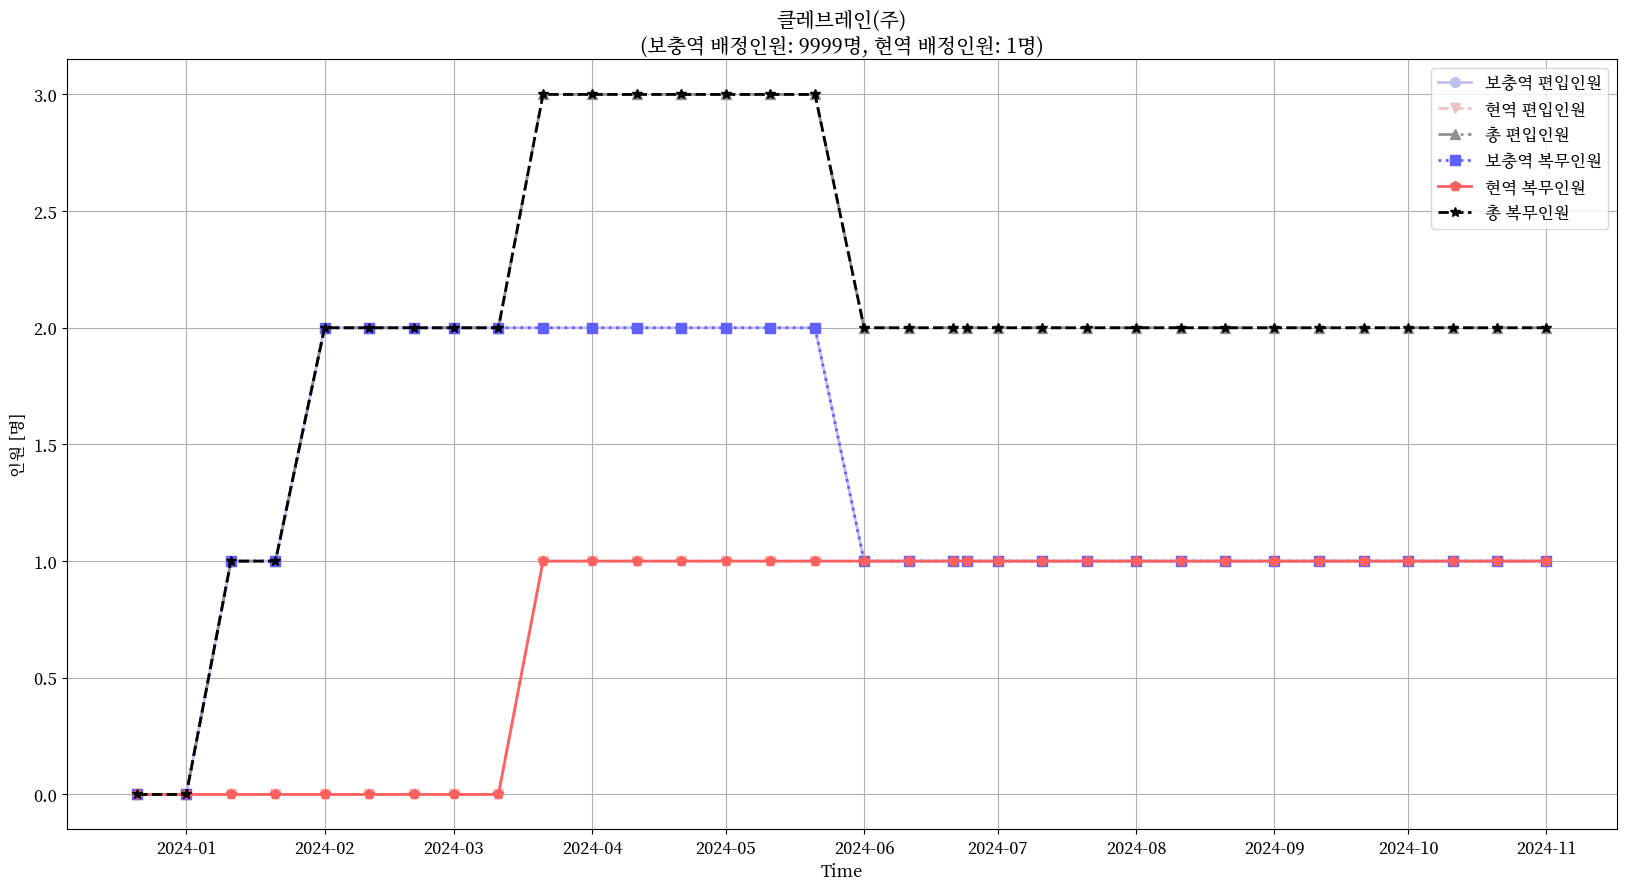 클레브레인(주)
(보충역 배정인원: 9999명, 현역 배정인원: 1명)
보충역 편입인원
현역 편입인원
총 편입인원
보충역 복무인원
현역 복무인원
총 복무인원
인원 [명]
3.0
2.5
2.0
1.5
1.0
0.5
0.0
2024-01 2024-02 2024-03 2024-04 2024-05 2024-06 2024-07 2024-08 2024-09 2024-10 2024-11
Time